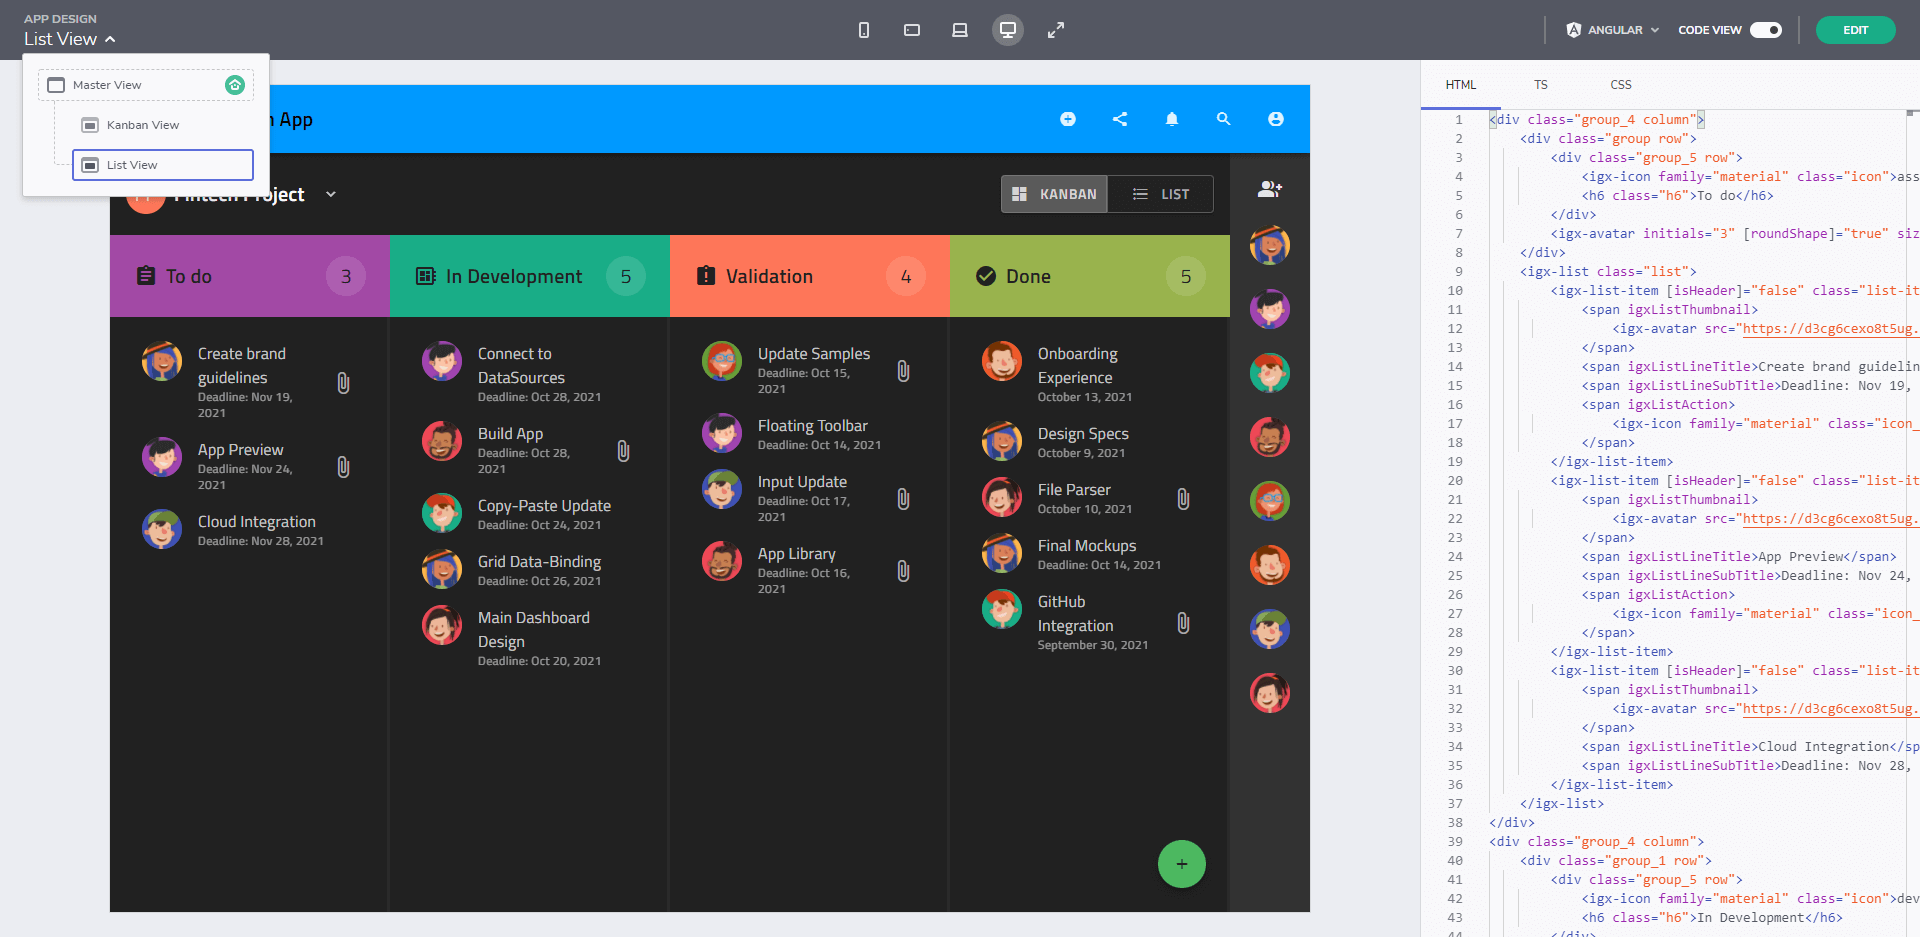 APP DESIGN
List View
ANGULAR
CODE VIEW
EDIT
Master View
Kanban View
List View
App
Project
KANBAN
LIST
To do
3
In Development
5
Validation
4
Done
5
Create brand
guidelines
Deadline: Nov 19,
2021
App Preview
Deadline: Nov 24,
2021
Cloud Integration
Deadline: Nov 28, 2021
Connect to
DataSources
Deadline: Oct 28, 2021
Build App
Deadline: Oct 28,
2021
Copy-Paste Update
Deadline: Oct 24, 2021
Grid Data-Binding
Deadline: Oct 26, 2021
Main Dashboard
Design
Deadline: Oct 20, 2021
Update Samples
Deadline: Oct 15,
2021
Floating Toolbar
Deadline: Oct 14, 2021
Input Update
Deadline: Oct 17,
2021
App Library
Deadline: Oct 16,
2021
Onboarding
Experience
October 13, 2021
Design Specs
October 9, 2021
File Parser
October 10, 2021
Final Mockups
Deadline: Oct 14, 2021
GitHub
Integration
September 30, 2021
+
HTML
TS
CSS
1 <div class="group_4 column">
2 <div class="group row">
3 <div class="group_5 row">
4 <igx-icon family="material" class="icon">ass
5 <h6 class="h6">To do</h6>
6 </div>
7 <igx-avatar initials="3" [roundShape]="true" siz
8 </div>
9 <igx-list class="list">
10 <igx-list-item [isHeader]="false" class="list-it
11 <span igxListThumbnail>
12 <igx-avatar src="https://d3cg6cexo8t5ug.
13 </span>
14 <span igxListLineTitle>Create brand guidelin
15 <span igxListLineSubTitle>Deadline: Nov 19,
16 <span igxListAction>
17 <igx-icon family="material" class="icon_
18 </span>
19 </igx-list-item>
20 <igx-list-item [isHeader]="false" class="list-it
21 <span igxListThumbnail>
22 <igx-avatar src="https://d3cg6cexo8t5ug.
23 </span>
24 <span igxListLineTitle>App Preview</span>
25 <span igxListLineSubTitle>Deadline: Nov 24,
26 <span igxListAction>
27 <igx-icon family="material" class="icon_
28 </span>
29 </igx-list-item>
30 <igx-list-item [isHeader]="false" class="list-it
31 <span igxListThumbnail>
32 <igx-avatar src="https://d3cg6cexo8t5ug.
33 </span>
34 <span igxListLineTitle>Cloud Integration</sp
35 <span igxListLineSubTitle>Deadline: Nov 28,
36 </igx-list-item>
37 </igx-list>
38 </div>
39 <div class="group_4 column">
40 <div class="group_1 row">
41 <div class="group_5 row">
42 <igx-icon family="material" class="icon">dev
43 <h6 class="h6">In Development</h6>
44 </div>